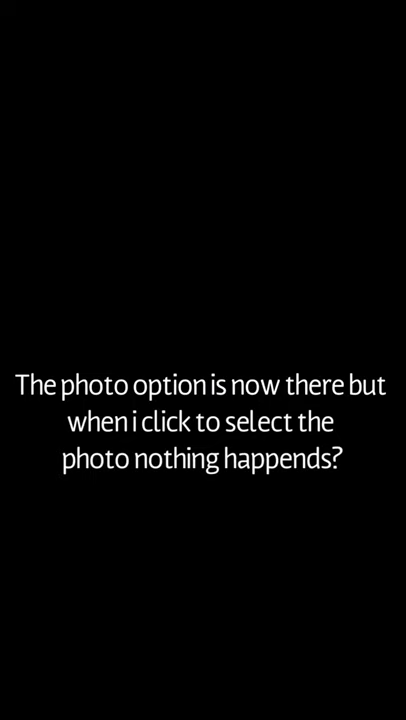 The photo option is now there but
when i click to select the
photo nothing happends?